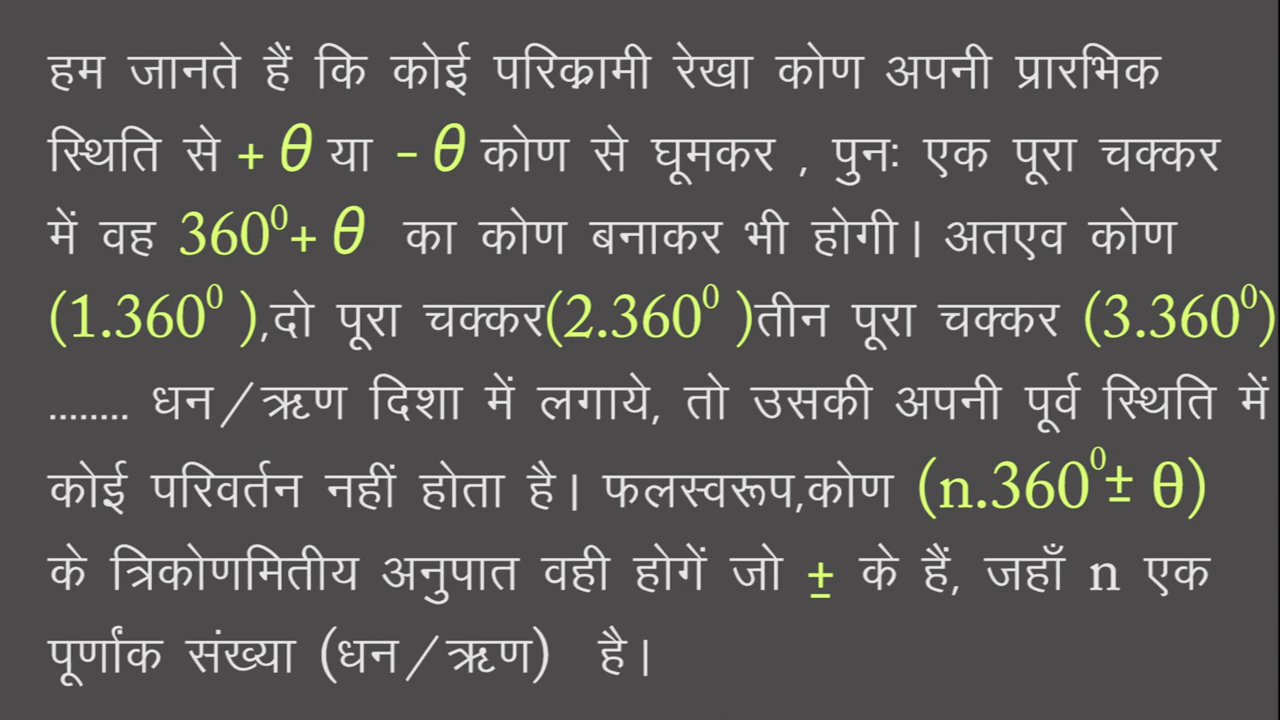 हम जानते हैं कि कोई परिक्रामी रेखा कोण अपनी प्रारभिक
स्थिति से + θ या - θ कोण से घूमकर , पुनः एक पूरा चक्कर
में वह 360⁰+ θ का कोण बनाकर भी होगी। अतएव कोण
(1.360⁰ ),दो पूरा चक्कर(2.360⁰ )तीन पूरा चक्कर (3.360⁰)
........ धन/ऋण दिशा में लगाये, तो उसकी अपनी पूर्व स्थिति में
कोई परिवर्तन नहीं होता है। फलस्वरूप,कोण (n.360⁰± θ)
के त्रिकोणमितीय अनुपात वही होगें जो ± के हैं, जहाँ n एक
पूर्णांक संख्या (धन/ऋण) है।